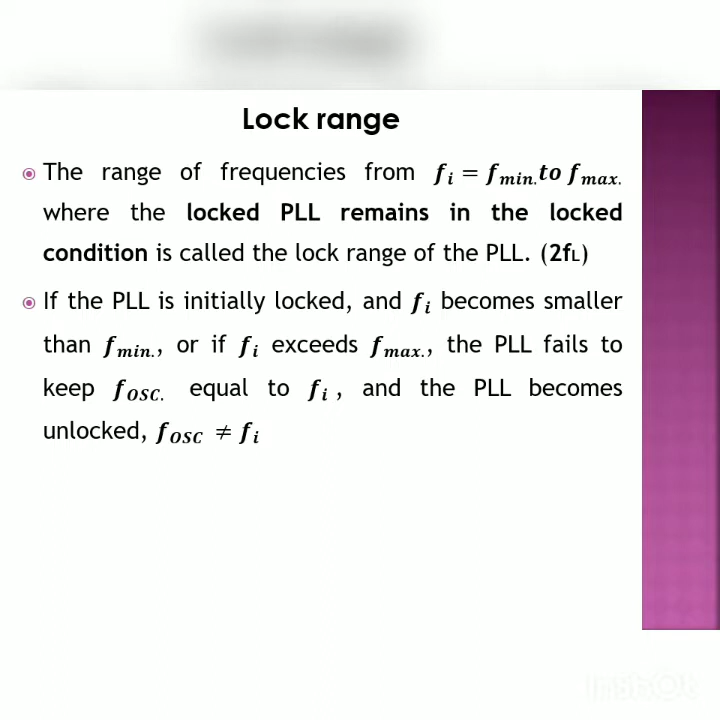 Lock range
The range of frequencies from fi = fmin.to fmax.
where the locked PLL remains in the locked
condition is called the lock range of the PLL. (2fL)
If the PLL is initially locked, and fi becomes smaller
than fmin., or if fi exceeds fmax., the PLL fails to
keep fosc. equal to fi , and the PLL becomes
unlocked, fosc ≠ fi